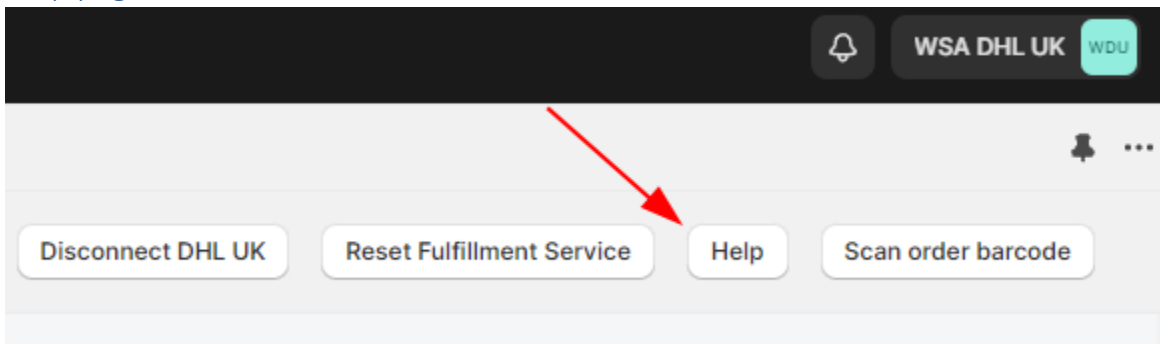 WSA DHL UK WDU
Disconnect DHL UK Reset Fulfillment Service Help Scan order barcode